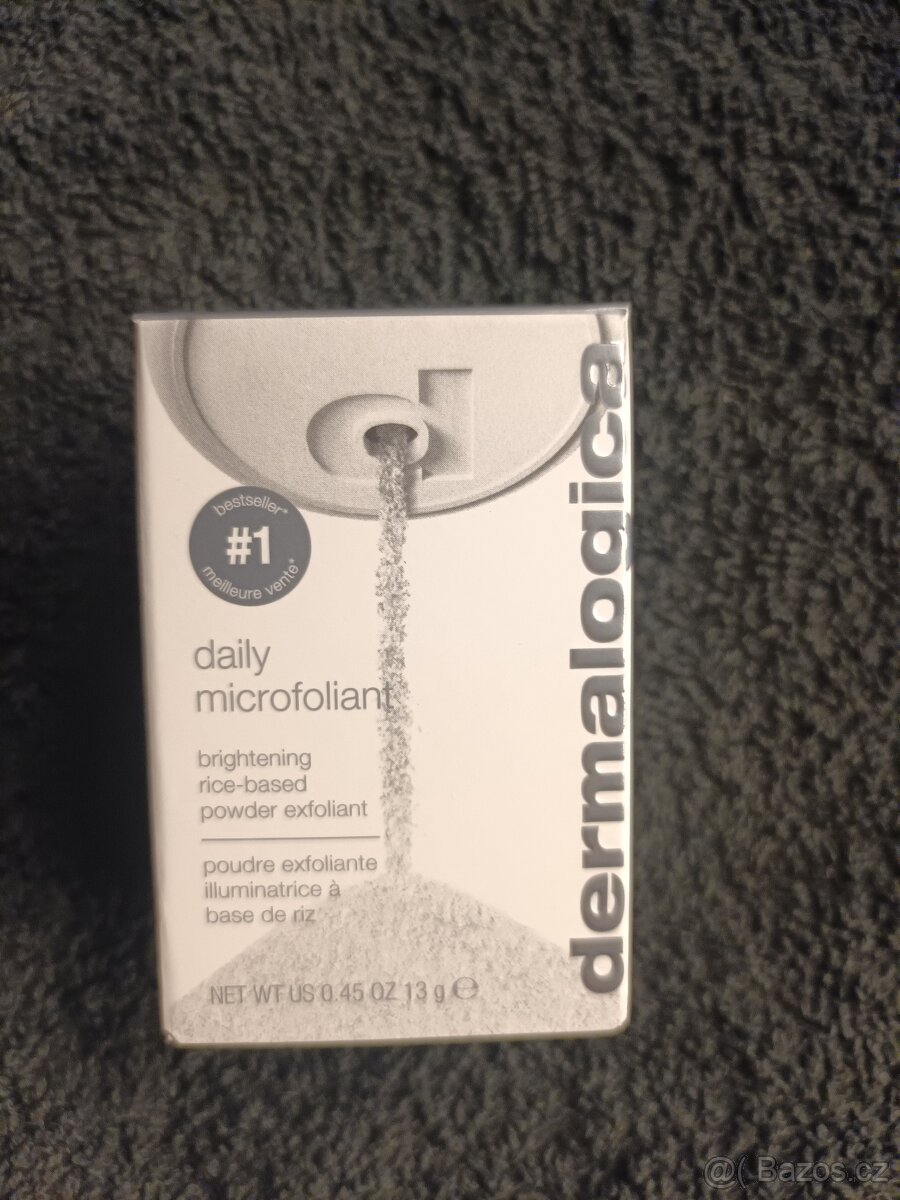 d
bestseller*
#1
meilleure vente*
daily
microfoliant
brightening
rice-based
powder exfoliant
poudre exfoliante
illuminatrice à
base de riz
NET WT US 0.45 OZ 13 g ℮
dermalogica
@( Bazos.cz